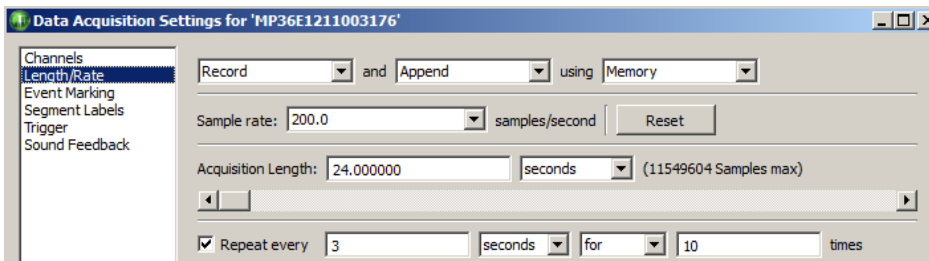 Data Acquisition Settings for 'MP36E1211003176'
Channels
Length/Rate
Event Marking
Segment Labels
Trigger
Sound Feedback
Record and Append using Memory
Sample rate: 200.0 samples/second Reset
Acquisition Length: 24.000000 seconds (11549604 Samples max)
Repeat every 3 seconds for 10 times